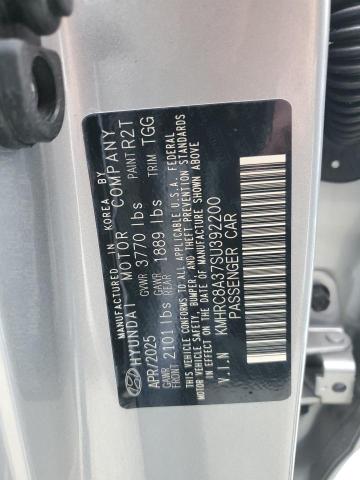 MANUFACTURED IN KOREA BY
HYUNDAI MOTOR COMPANY
APR/2025 GVWR 3770 lbs PAINT R2T
GAWR FRONT 2101 lbs GAWR REAR 1889 lbs TRIM TGG
THIS VEHICLE CONFORMS TO ALL APPLICABLE U.S.A. FEDERAL
MOTOR VEHICLE SAFETY, BUMPER, AND THEFT PREVENTION STANDARDS
IN EFFECT ON THE DATE OF MANUFACTURE SHOWN ABOVE.
V.I.N KMHRC8A37SU392200
PASSENGER CAR